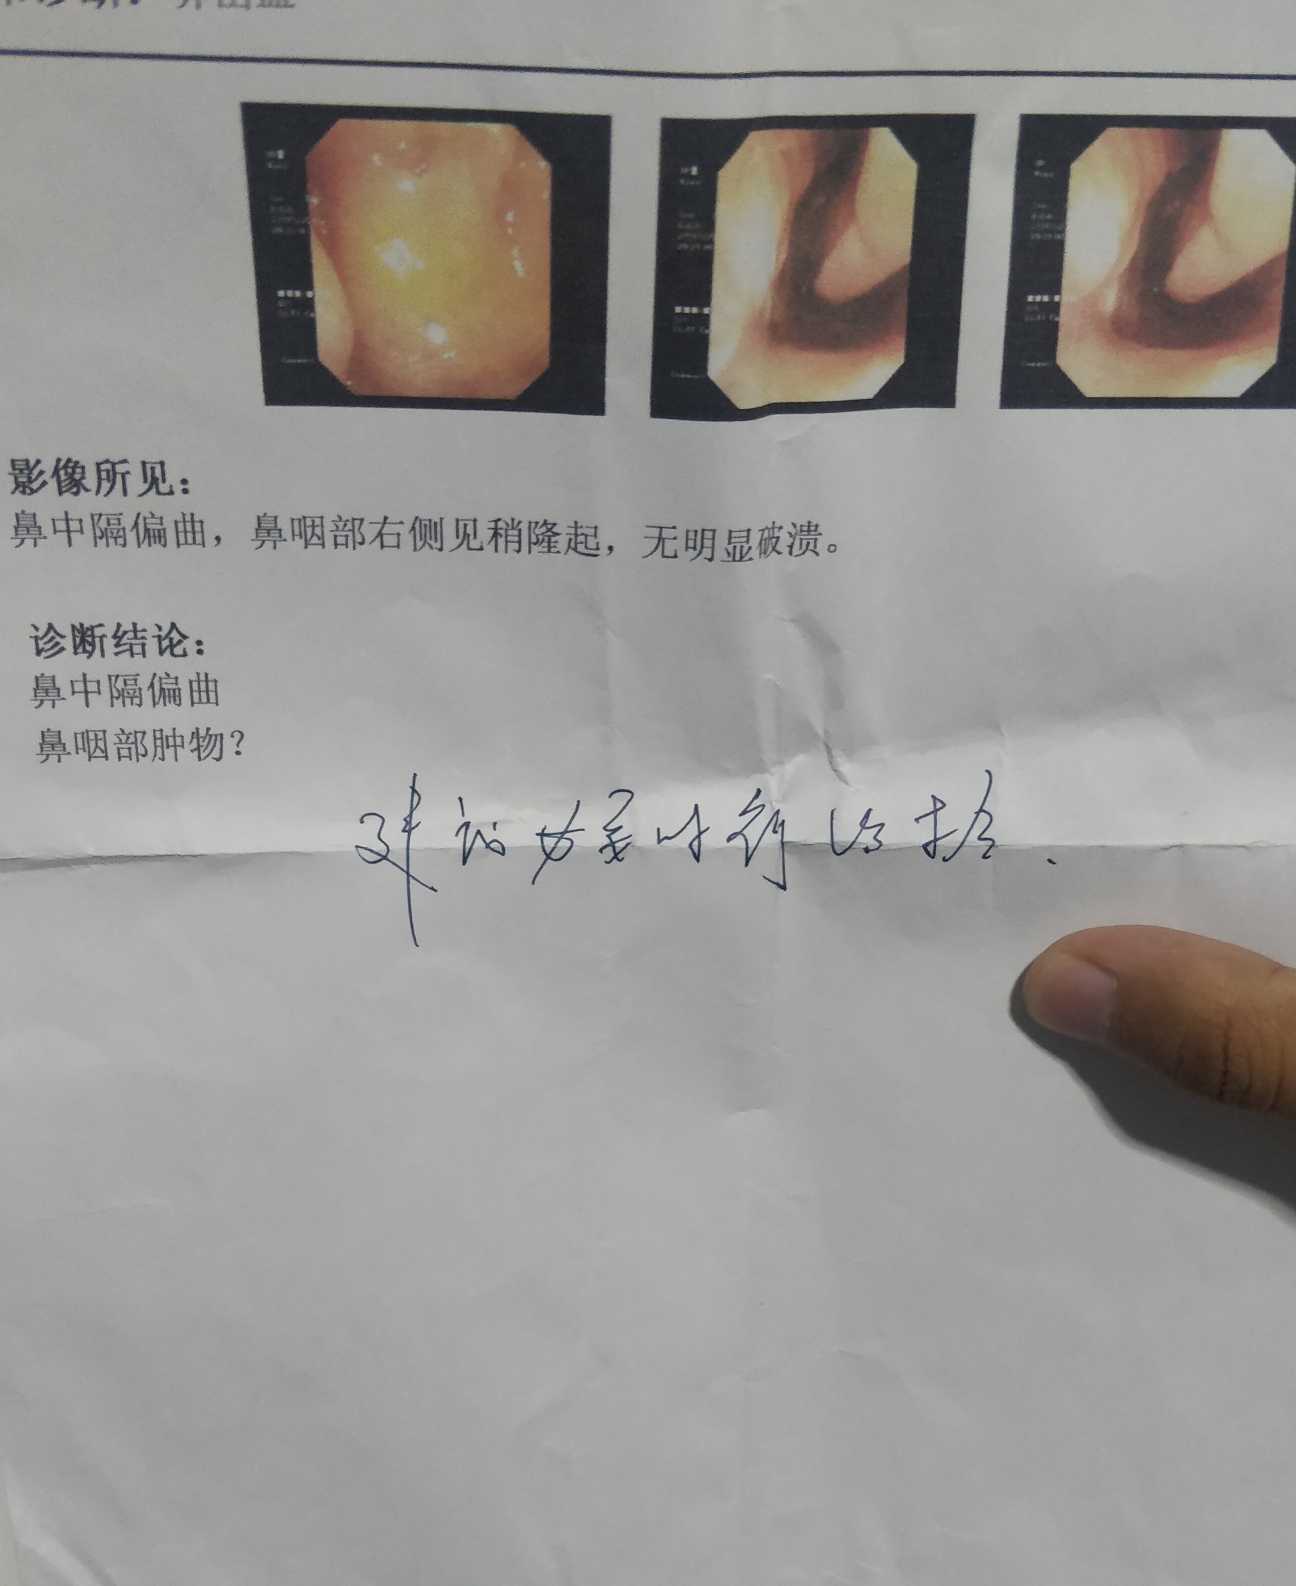 影像所见：
鼻中隔偏曲，鼻咽部右侧见稍隆起，无明显破溃。
诊断结论：
鼻中隔偏曲
鼻咽部肿物？
建议必要时行活检.